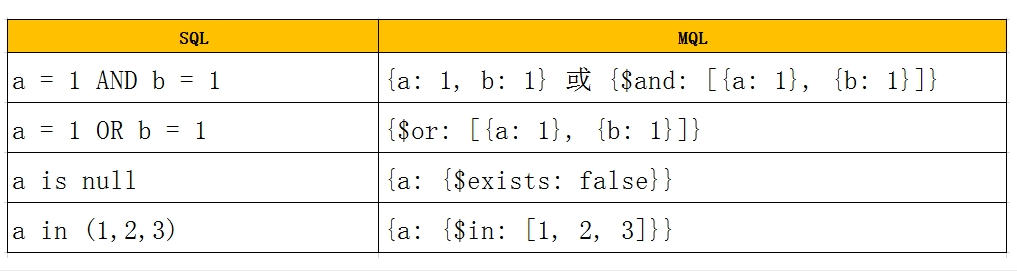 SQL MQL
a = 1 AND b = 1 {a: 1, b: 1} 或 {$and: [{a: 1}, {b: 1}]}
a = 1 OR b = 1 {$or: [{a: 1}, {b: 1}]}
a is null {a: {$exists: false}}
a in (1,2,3) {a: {$in: [1, 2, 3]}}